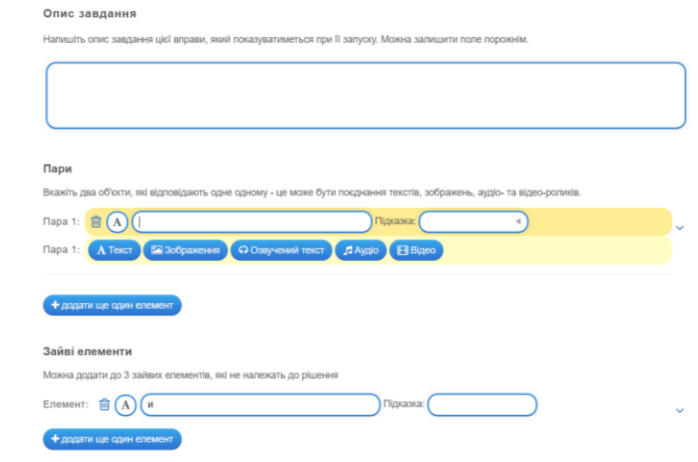 Опис завдання
Напишіть опис завдання цієї вправи, який показуватиметься при її запуску. Можна залишити поле порожнім.
Пари
Вкажіть два об'єкти, які відповідають одне одному - це може бути поєднання текстів, зображень, аудіо- та відео-роликів.
Пара 1: A Підказка:
Пара 1: A Текст Зображення Озвучений текст Аудіо Відео
+ додати ще один елемент
Зайві елементи
Можна додати до 3 зайвих елементів, які не належать до рішення
Елемент: A и Підказка:
+ додати ще один елемент